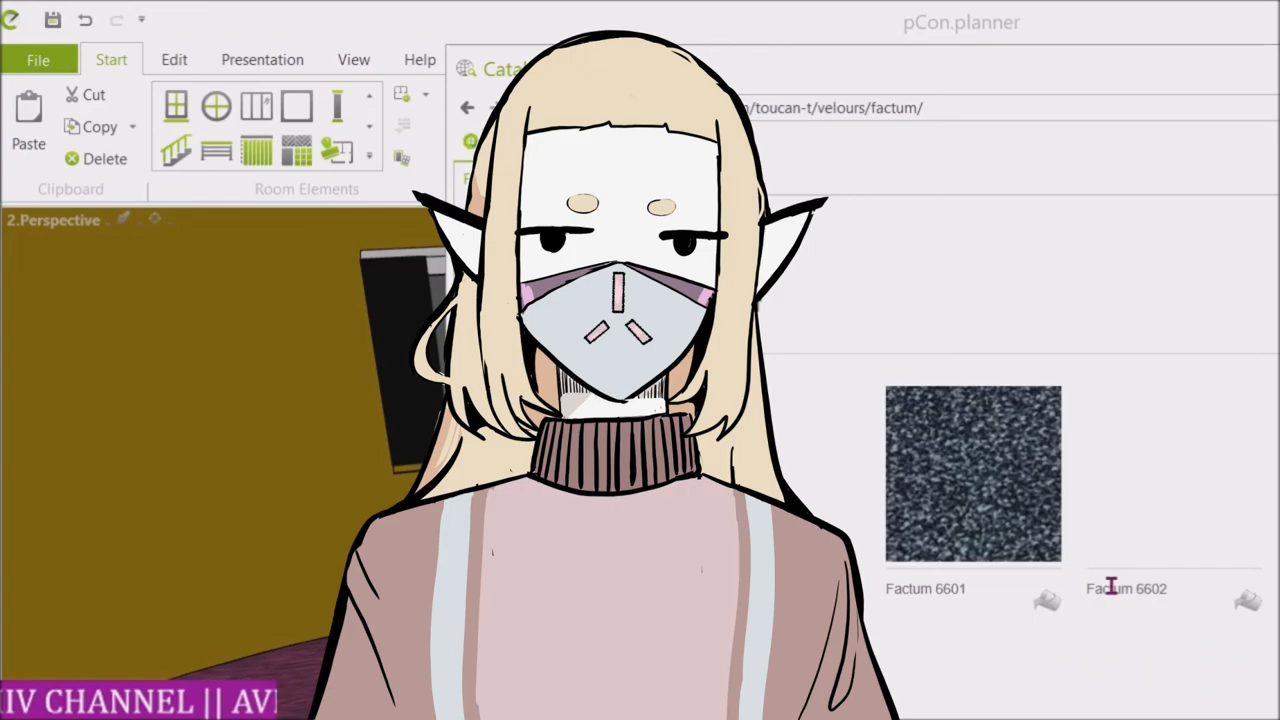 pCon.planner
File Start Edit Presentation View Help
Cut
Copy
Paste
Delete
Clipboard
Room Elements
/toucan-t/velours/factum/
2.Perspective
Factum 6601
Factum 6602
IV CHANNEL || AV